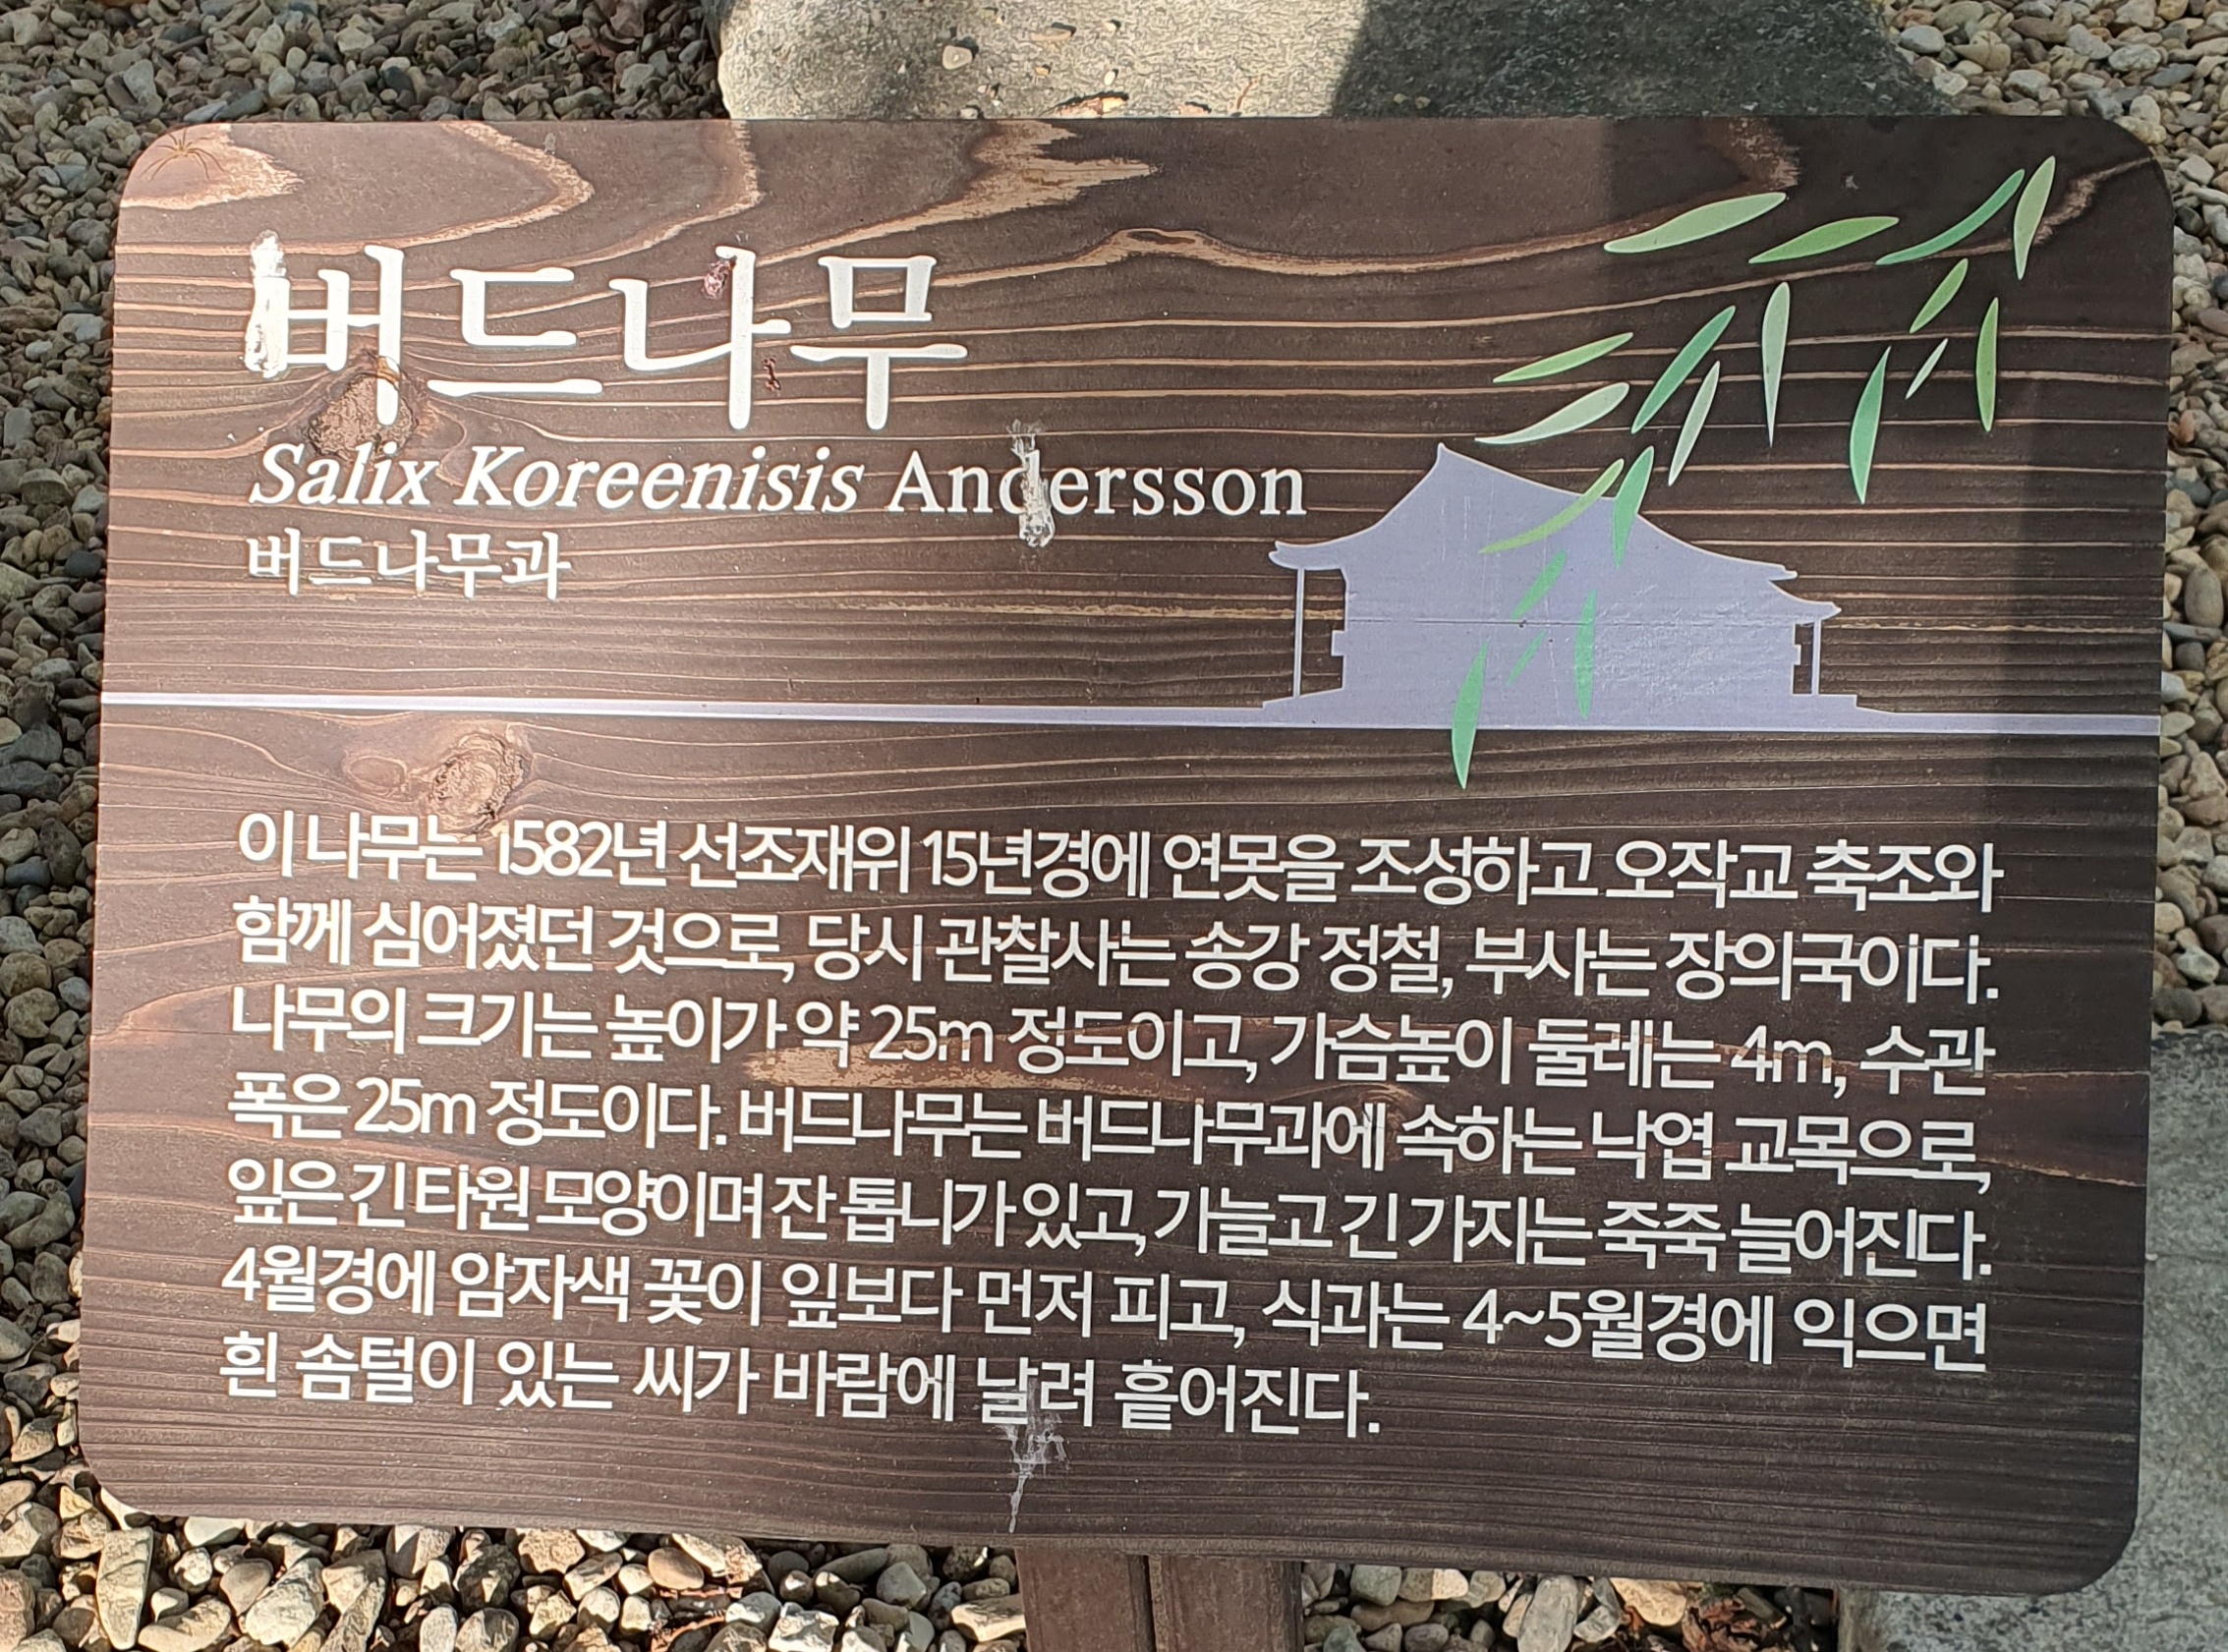 버드나무
Salix Koreenisis Andersson
버드나무과
이 나무는 1582년 선조재위 15년경에 연못을 조성하고 오작교 축조와
함께 심어졌던 것으로, 당시 관찰사는 송강 정철, 부사는 장의국이다.
나무의 크기는 높이가 약 25m 정도이고, 가슴높이 둘레는 4m, 수관
폭은 25m 정도이다. 버드나무는 버드나무과에 속하는 낙엽 교목으로,
잎은 긴 타원 모양이며 잔 톱니가 있고, 가늘고 긴 가지는 죽죽 늘어진다.
4월경에 암자색 꽃이 잎보다 먼저 피고, 식과는 4~5월경에 익으면
흰 솜털이 있는 씨가 바람에 날려 흩어진다.